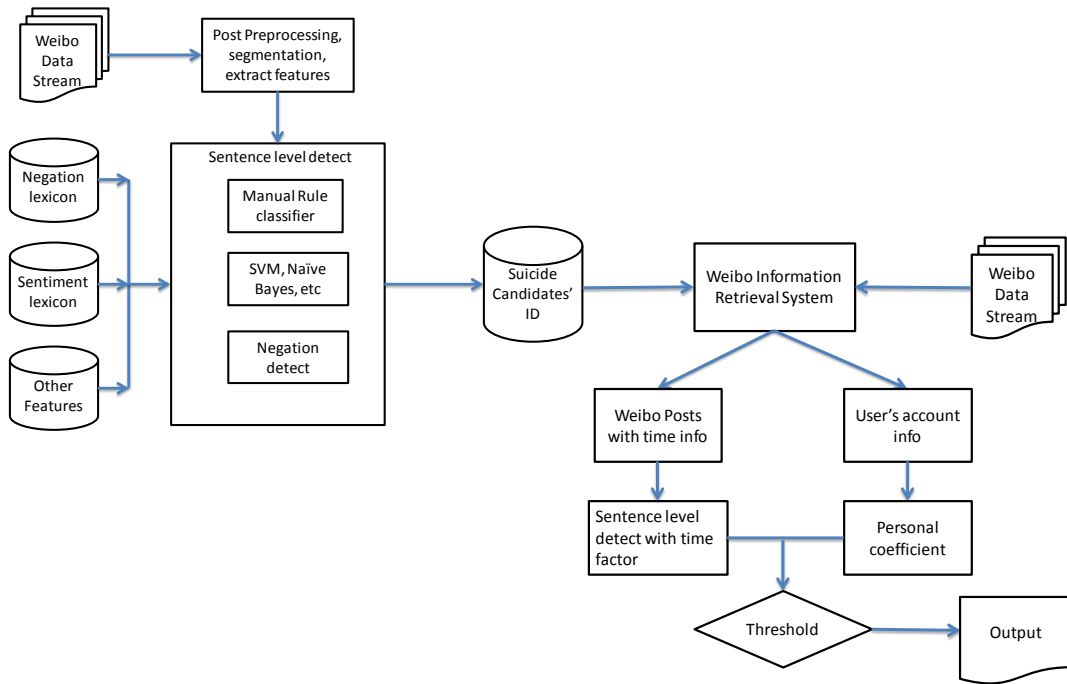 Weibo
Data
Stream
Post Preprocessing,
segmentation,
extract features
Negation
lexicon
Sentiment
lexicon
Other
Features
Sentence level detect
Manual Rule
classifier
SVM, Naïve
Bayes, etc
Negation
detect
Suicide
Candidates'
ID
Weibo Information
Retrieval System
Weibo
Data
Stream
Weibo Posts
with time info
User's account
info
Sentence level
detect with time
factor
Personal
coefficient
Threshold
Output